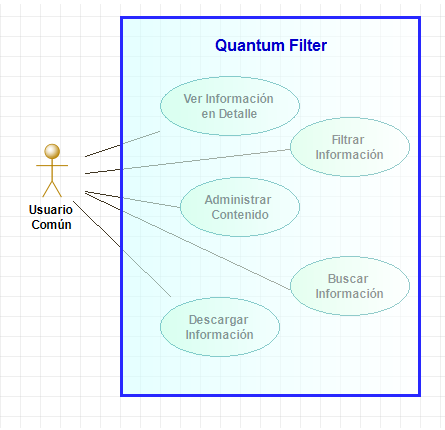 Quantum Filter
Ver Información
en Detalle
Filtrar
Información
Usuario
Común
Administrar
Contenido
Buscar
Información
Descargar
Información